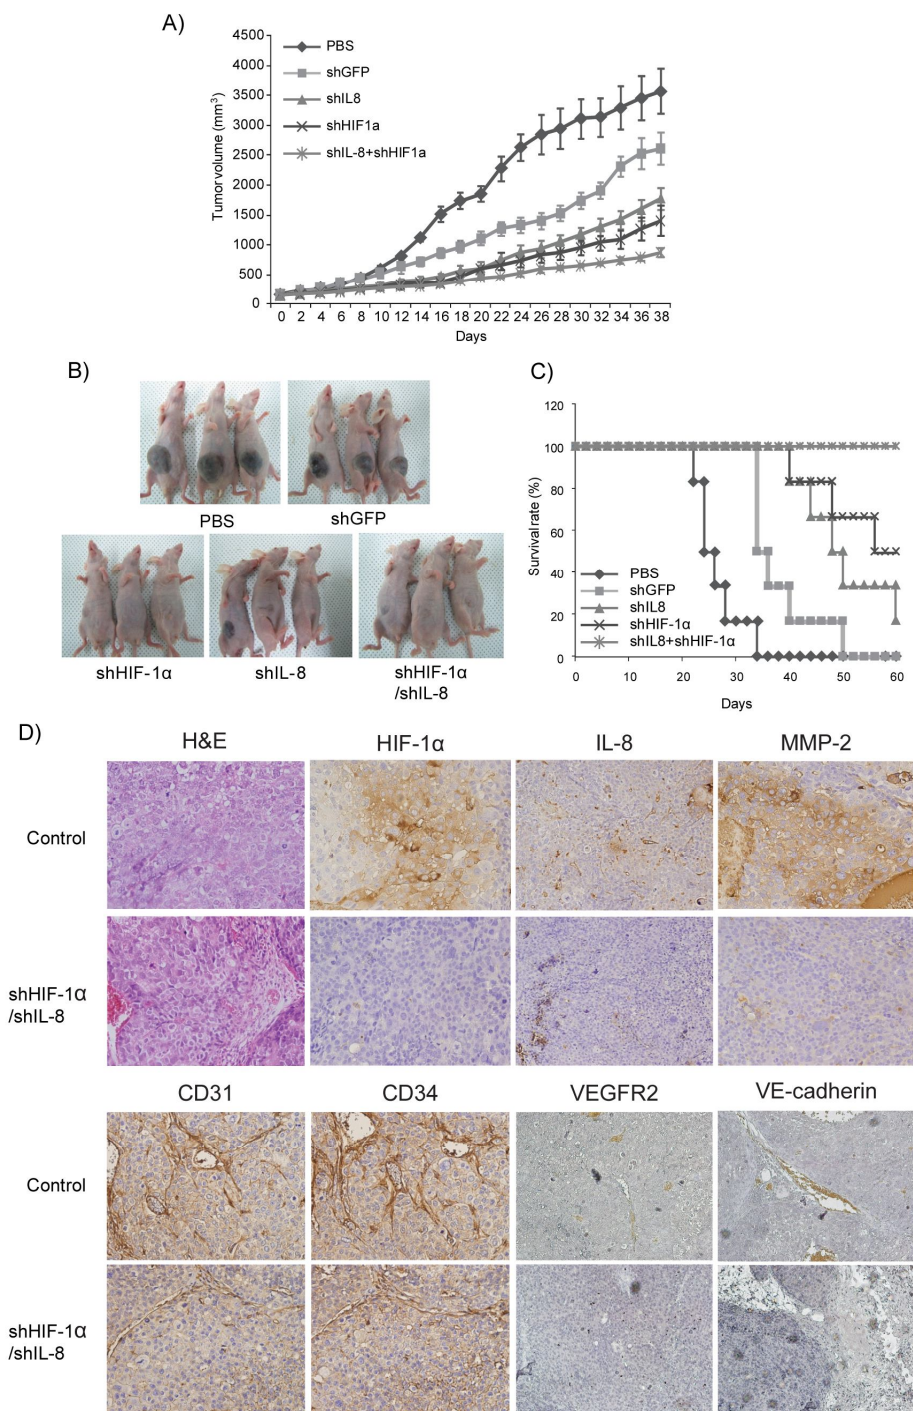 A)
4500
4000
3500
3000
2500
2000
1500
1000
500
0
Tumor volume (mm³)
PBS
shGFP
shIL8
shHIF1a
shIL-8+shHIF1a
0 2 4 6 8 10 12 14 16 18 20 22 24 26 28 30 32 34 36 38
Days
B)
PBS
shGFP
shHIF-1α
shIL-8
shHIF-1α
/shIL-8
C)
120
100
80
60
40
20
0
Survival rate (%)
PBS
shGFP
shIL8
shHIF-1α
shIL8+shHIF-1α
0 10 20 30 40 50 60
Days
D)
H&E HIF-1α IL-8 MMP-2
Control
shHIF-1α
/shIL-8
CD31 CD34 VEGFR2 VE-cadherin
Control
shHIF-1α
/shIL-8